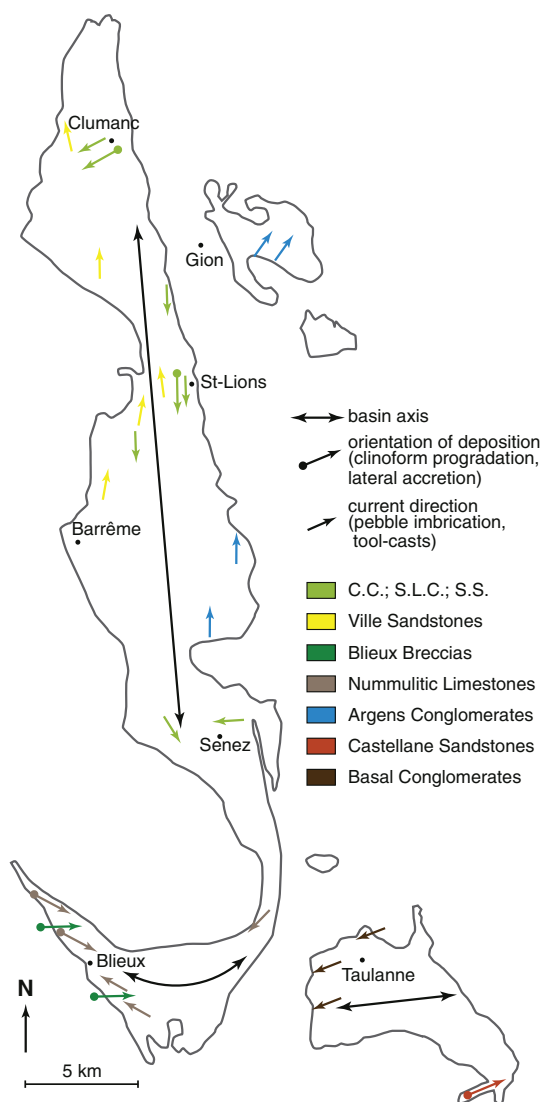 Clumanc
Gion
St-Lions
basin axis
orientation of deposition
(clinoform progradation,
lateral accretion)
current direction
(pebble imbrication,
tool-casts)
Barrême
C.C.; S.L.C.; S.S.
Ville Sandstones
Blieux Breccias
Nummulitic Limestones
Argens Conglomerates
Castellane Sandstones
Basal Conglomerates
Senez
Blieux
Taulanne
N
5 km